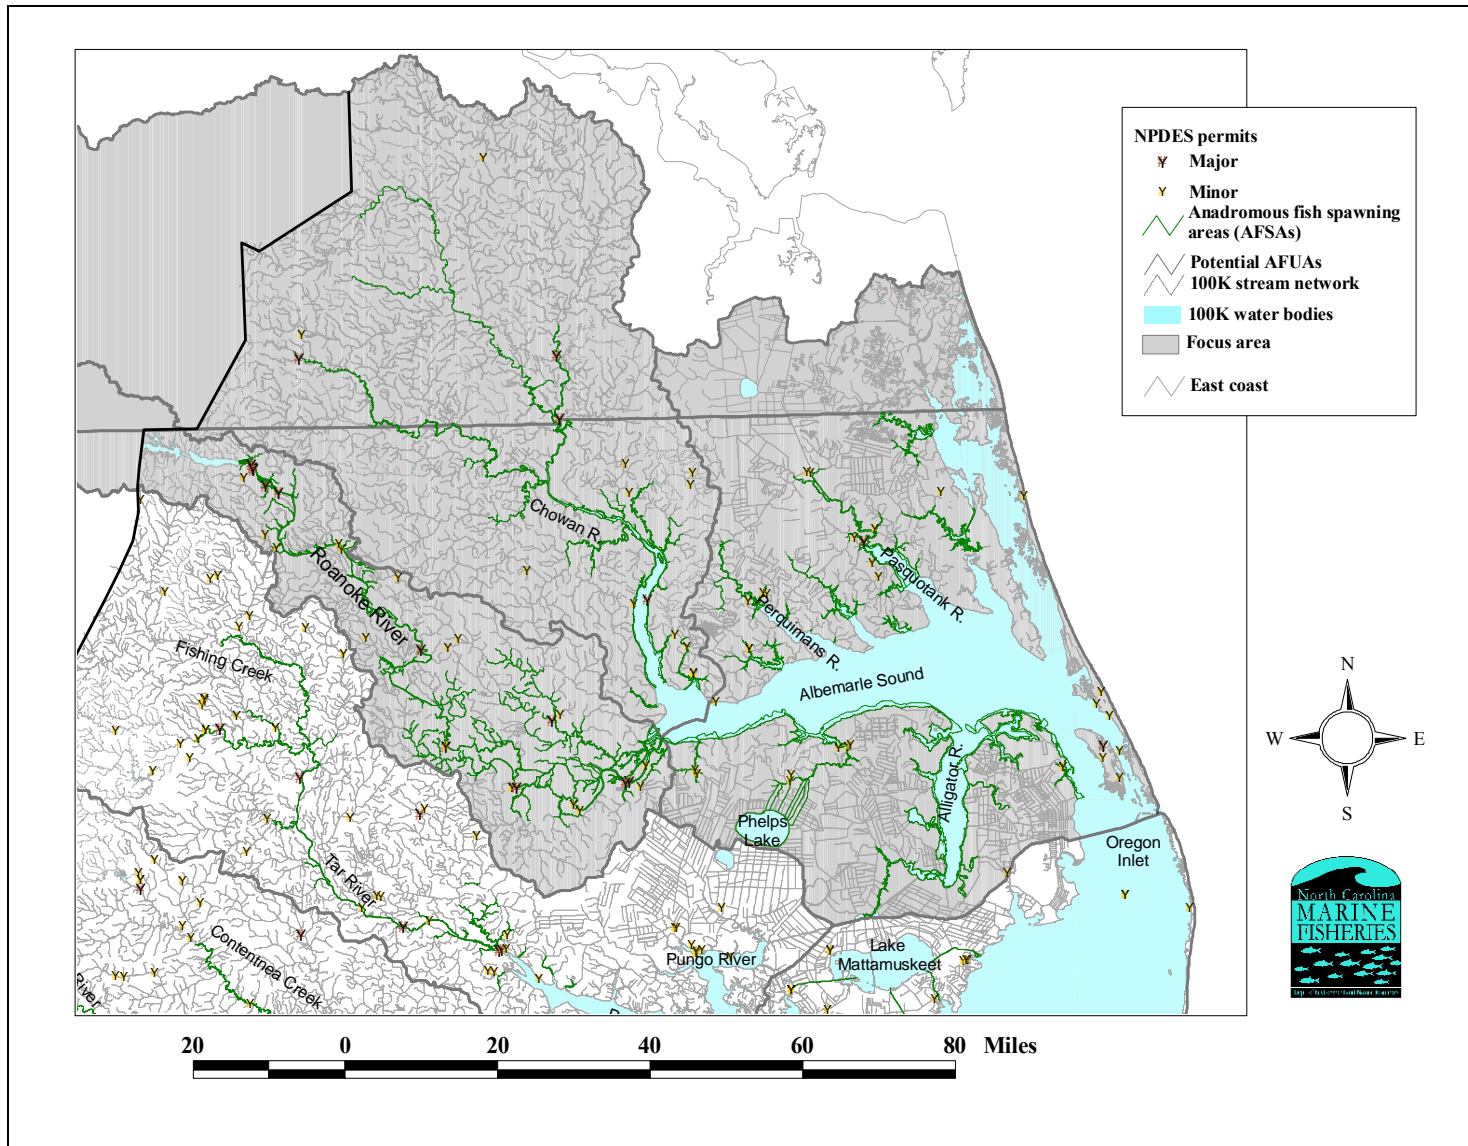 NPDES permits
Major
Minor
Anadromous fish spawning
areas (AFSAs)
Potential AFUAs
100K stream network
100K water bodies
Focus area
East coast
Chowan R.
Roanoke River
Pasquotank R.
Perquimans R.
Fishing Creek
Albemarle Sound
Alligator R.
Phelps
Lake
Oregon
Inlet
Tar River
Contentnea Creek
Pungo River
Lake
Mattamuskeet
River
N
W
E
S
North Carolina
MARINE
FISHERIES
20
0
20
40
60
80
Miles